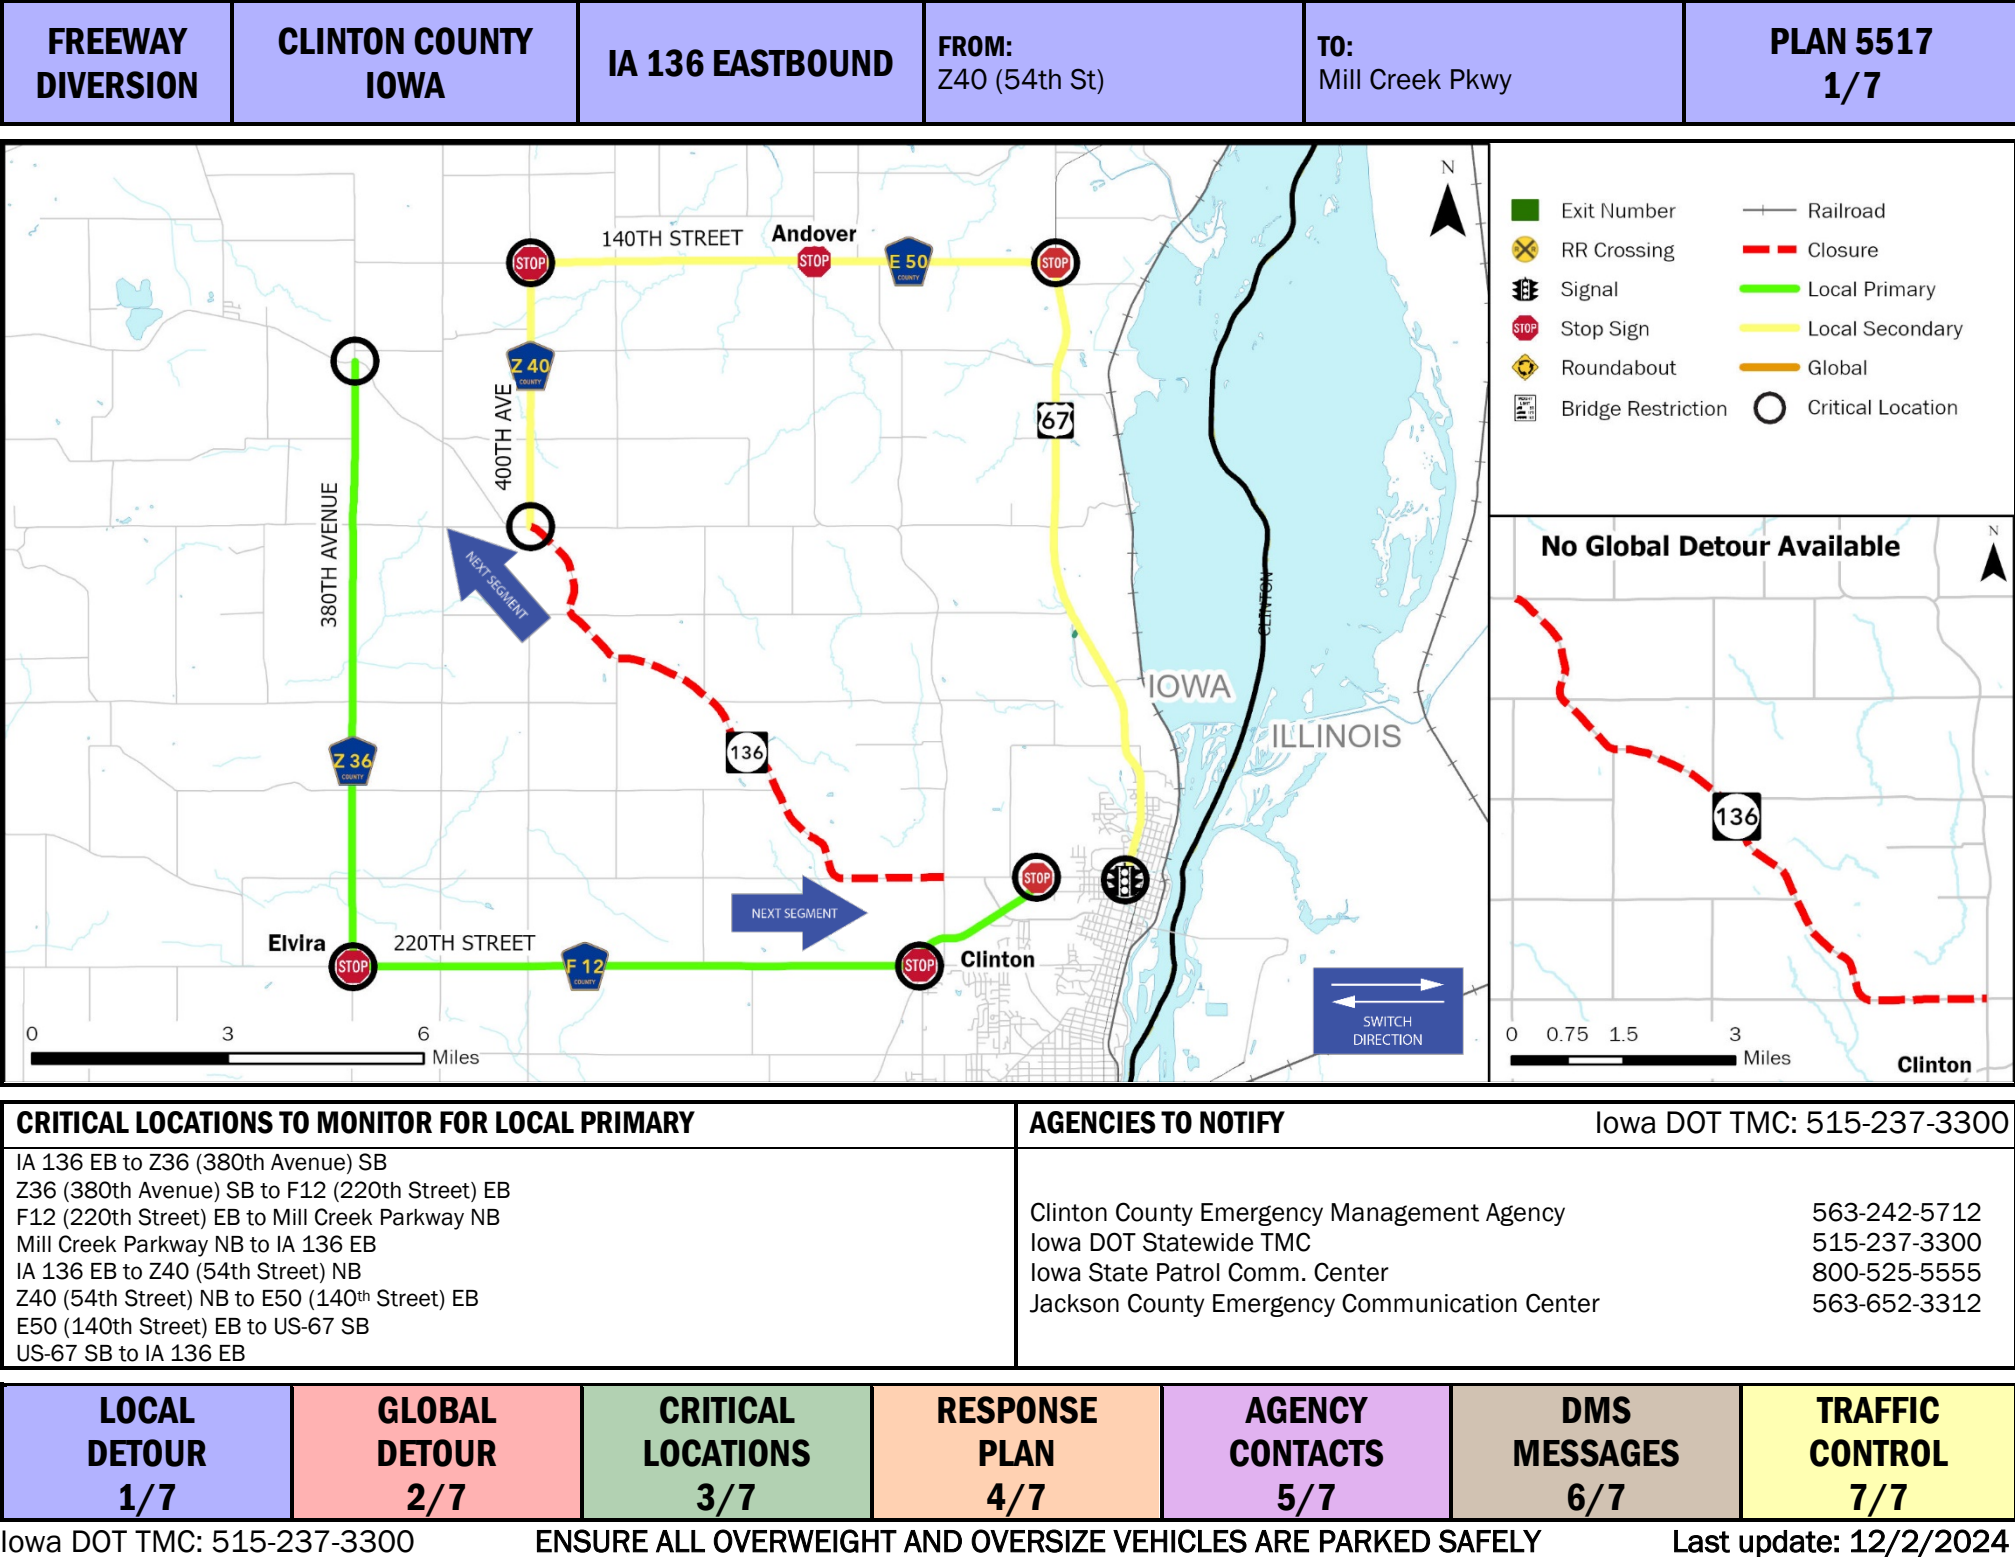 FREEWAY
DIVERSION
CLINTON COUNTY
IOWA
IA 136 EASTBOUND
FROM:
Z40 (54th St)
TO:
Mill Creek Pkwy
PLAN 5517
1/7
N
140TH STREET
Andover
STOP
STOP
E 50
COUNTY
STOP
Z 40
COUNTY
400TH AVE
67
380TH AVENUE
NEXT SEGMENT
CLINTON
IOWA
ILLINOIS
136
Z 36
COUNTY
STOP
NEXT SEGMENT
Elvira
220TH STREET
STOP
F 12
COUNTY
STOP
Clinton
SWITCH
DIRECTION
0 3 6
Miles
Exit Number
RR Crossing
Signal
STOP
Stop Sign
Roundabout
Bridge Restriction
Railroad
Closure
Local Primary
Local Secondary
Global
Critical Location
No Global Detour Available
N
136
0 0.75 1.5 3
Miles
Clinton
CRITICAL LOCATIONS TO MONITOR FOR LOCAL PRIMARY
IA 136 EB to Z36 (380th Avenue) SB
Z36 (380th Avenue) SB to F12 (220th Street) EB
F12 (220th Street) EB to Mill Creek Parkway NB
Mill Creek Parkway NB to IA 136 EB
IA 136 EB to Z40 (54th Street) NB
Z40 (54th Street) NB to E50 (140th Street) EB
E50 (140th Street) EB to US-67 SB
US-67 SB to IA 136 EB
AGENCIES TO NOTIFY Iowa DOT TMC: 515-237-3300
Clinton County Emergency Management Agency 563-242-5712
Iowa DOT Statewide TMC 515-237-3300
Iowa State Patrol Comm. Center 800-525-5555
Jackson County Emergency Communication Center 563-652-3312
LOCAL
DETOUR
1/7
GLOBAL
DETOUR
2/7
CRITICAL
LOCATIONS
3/7
RESPONSE
PLAN
4/7
AGENCY
CONTACTS
5/7
DMS
MESSAGES
6/7
TRAFFIC
CONTROL
7/7
Iowa DOT TMC: 515-237-3300 ENSURE ALL OVERWEIGHT AND OVERSIZE VEHICLES ARE PARKED SAFELY Last update: 12/2/2024